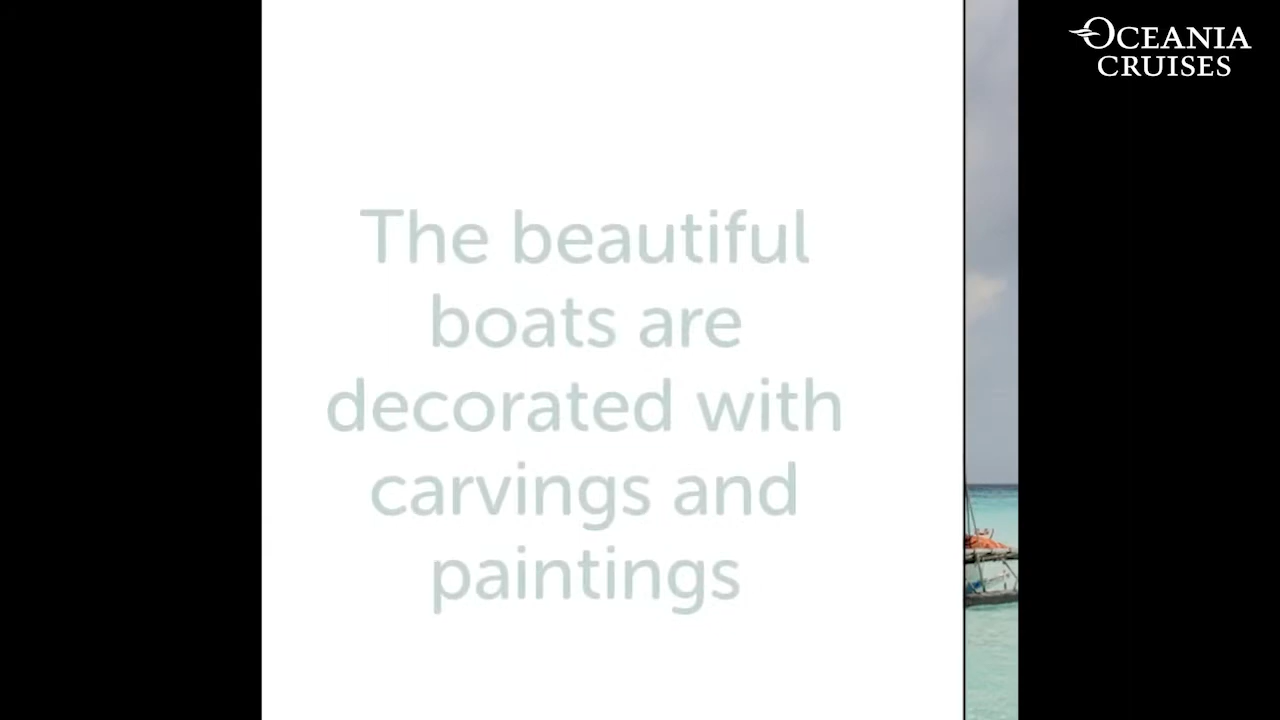 OCEANIA
CRUISES
The beautiful
boats are
decorated with
carvings and
paintings